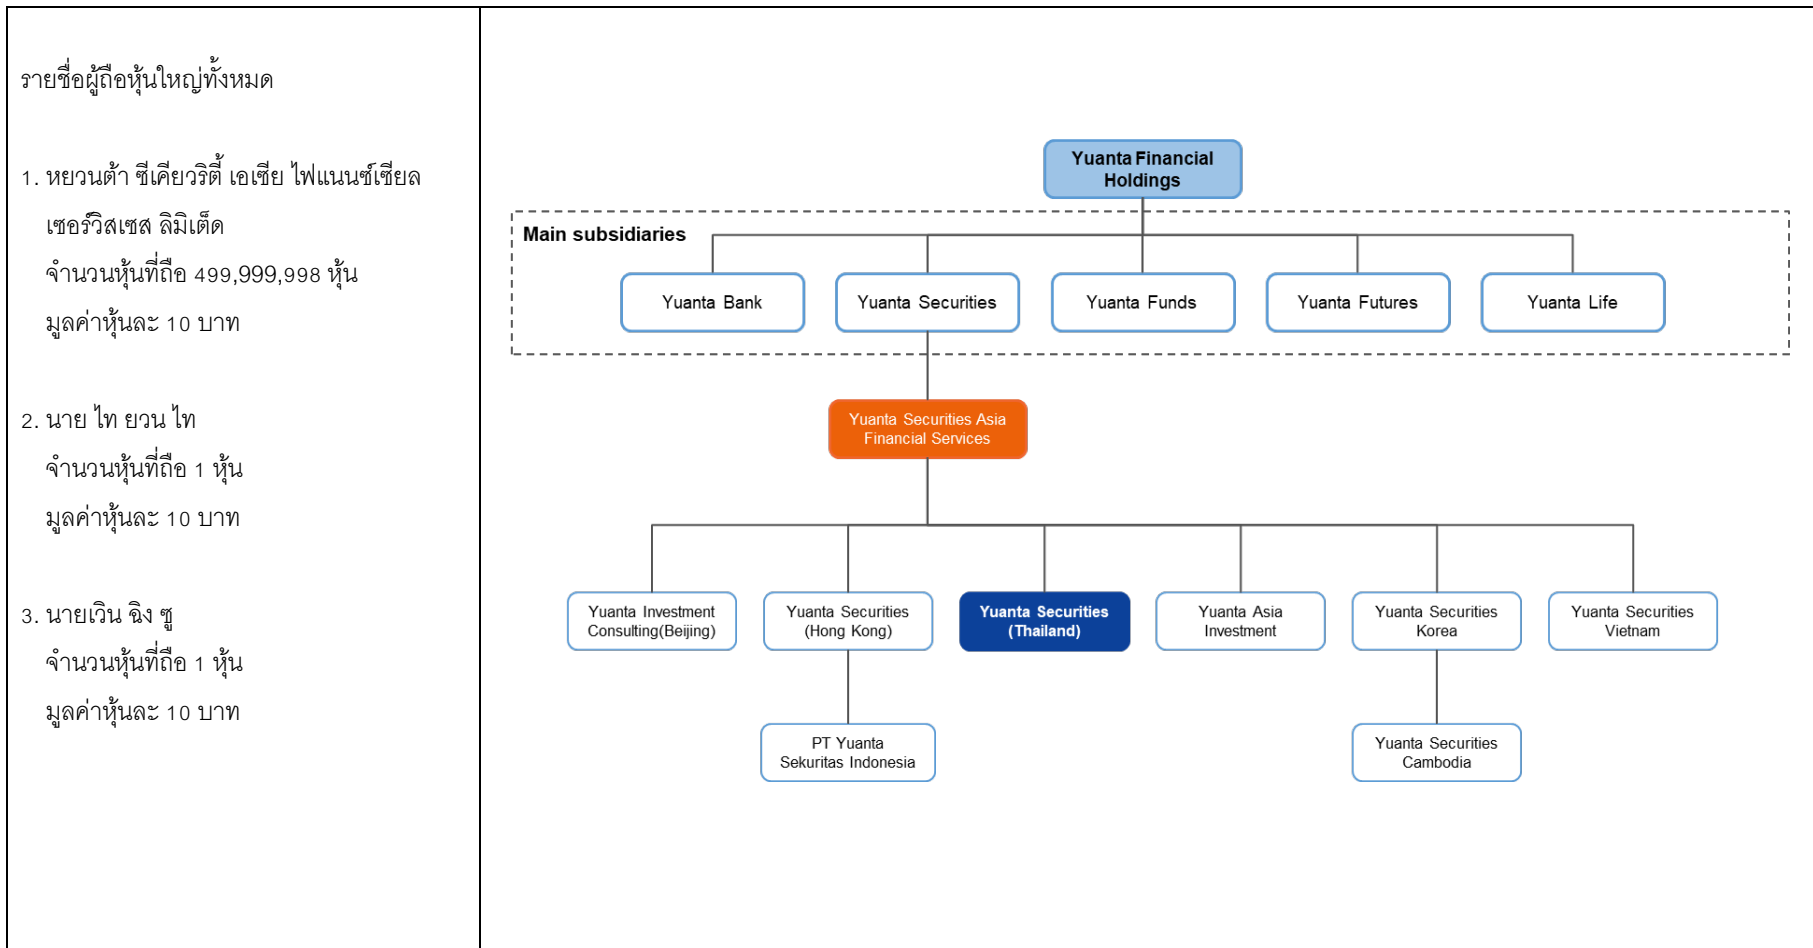 รายชื่อผู้ถือหุ้นใหญ่ทั้งหมด
1. หยวนต้า ซีเคียวริตี้ เอเซีย ไฟแนนซ์เซียล
เซอร์วิสเซส ลิมิเต็ด
จำนวนหุ้นที่ถือ 499,999,998 หุ้น
มูลค่าหุ้นละ 10 บาท
2. นาย ไท ยวน ไท
จำนวนหุ้นที่ถือ 1 หุ้น
มูลค่าหุ้นละ 10 บาท
3. นายเวิน ฉิง ซู
จำนวนหุ้นที่ถือ 1 หุ้น
มูลค่าหุ้นละ 10 บาท
Yuanta Financial
Holdings
Main subsidiaries
Yuanta Bank
Yuanta Securities
Yuanta Funds
Yuanta Futures
Yuanta Life
Yuanta Securities Asia
Financial Services
Yuanta Investment
Consulting(Beijing)
Yuanta Securities
(Hong Kong)
Yuanta Securities
(Thailand)
Yuanta Asia
Investment
Yuanta Securities
Korea
Yuanta Securities
Vietnam
PT Yuanta
Sekuritas Indonesia
Yuanta Securities
Cambodia